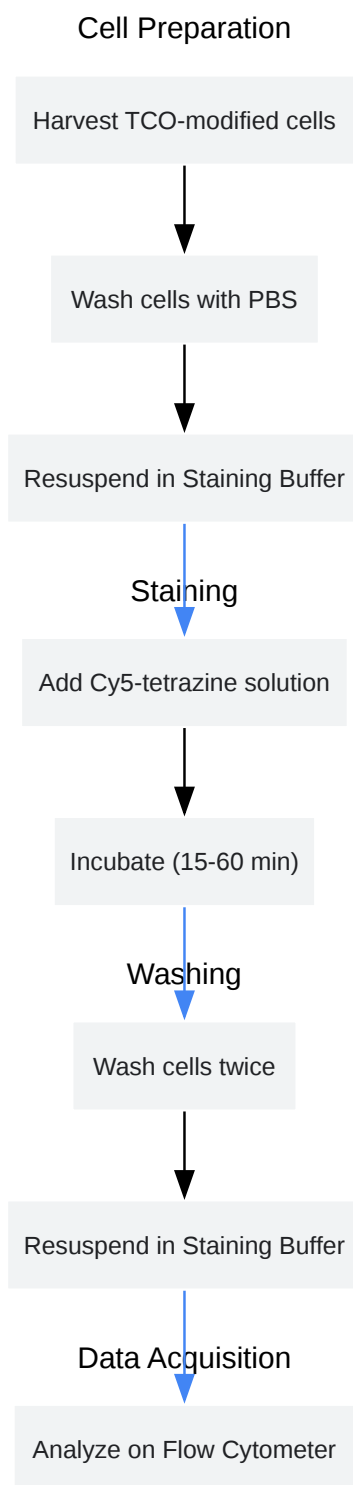 Cell Preparation
Harvest TCO-modified cells
Wash cells with PBS
Resuspend in Staining Buffer
Staining
Add Cy5-tetrazine solution
Incubate (15-60 min)
Washing
Wash cells twice
Resuspend in Staining Buffer
Data Acquisition
Analyze on Flow Cytometer